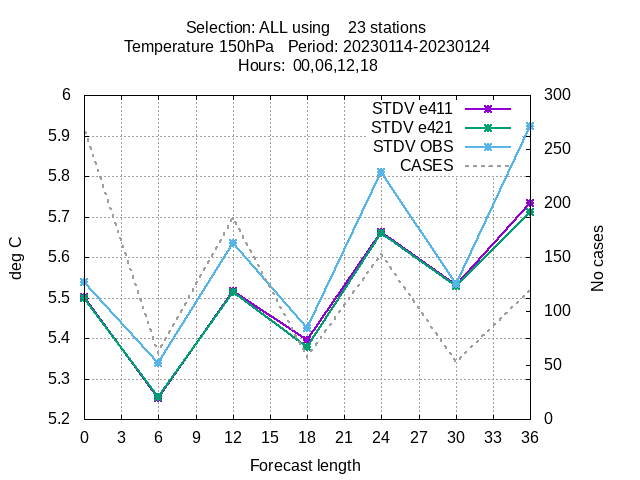 Selection: ALL using    23 stations
Temperature 150hPa   Period: 20230114-20230124
Hours:  00,06,12,18
STDV e411
STDV e421
STDV OBS
CASES
deg C
6
5.9
5.8
5.7
5.6
5.5
5.4
5.3
5.2
300
250
200
150
100
50
0
No cases
0 3 6 9 12 15 18 21 24 27 30 33 36
Forecast length